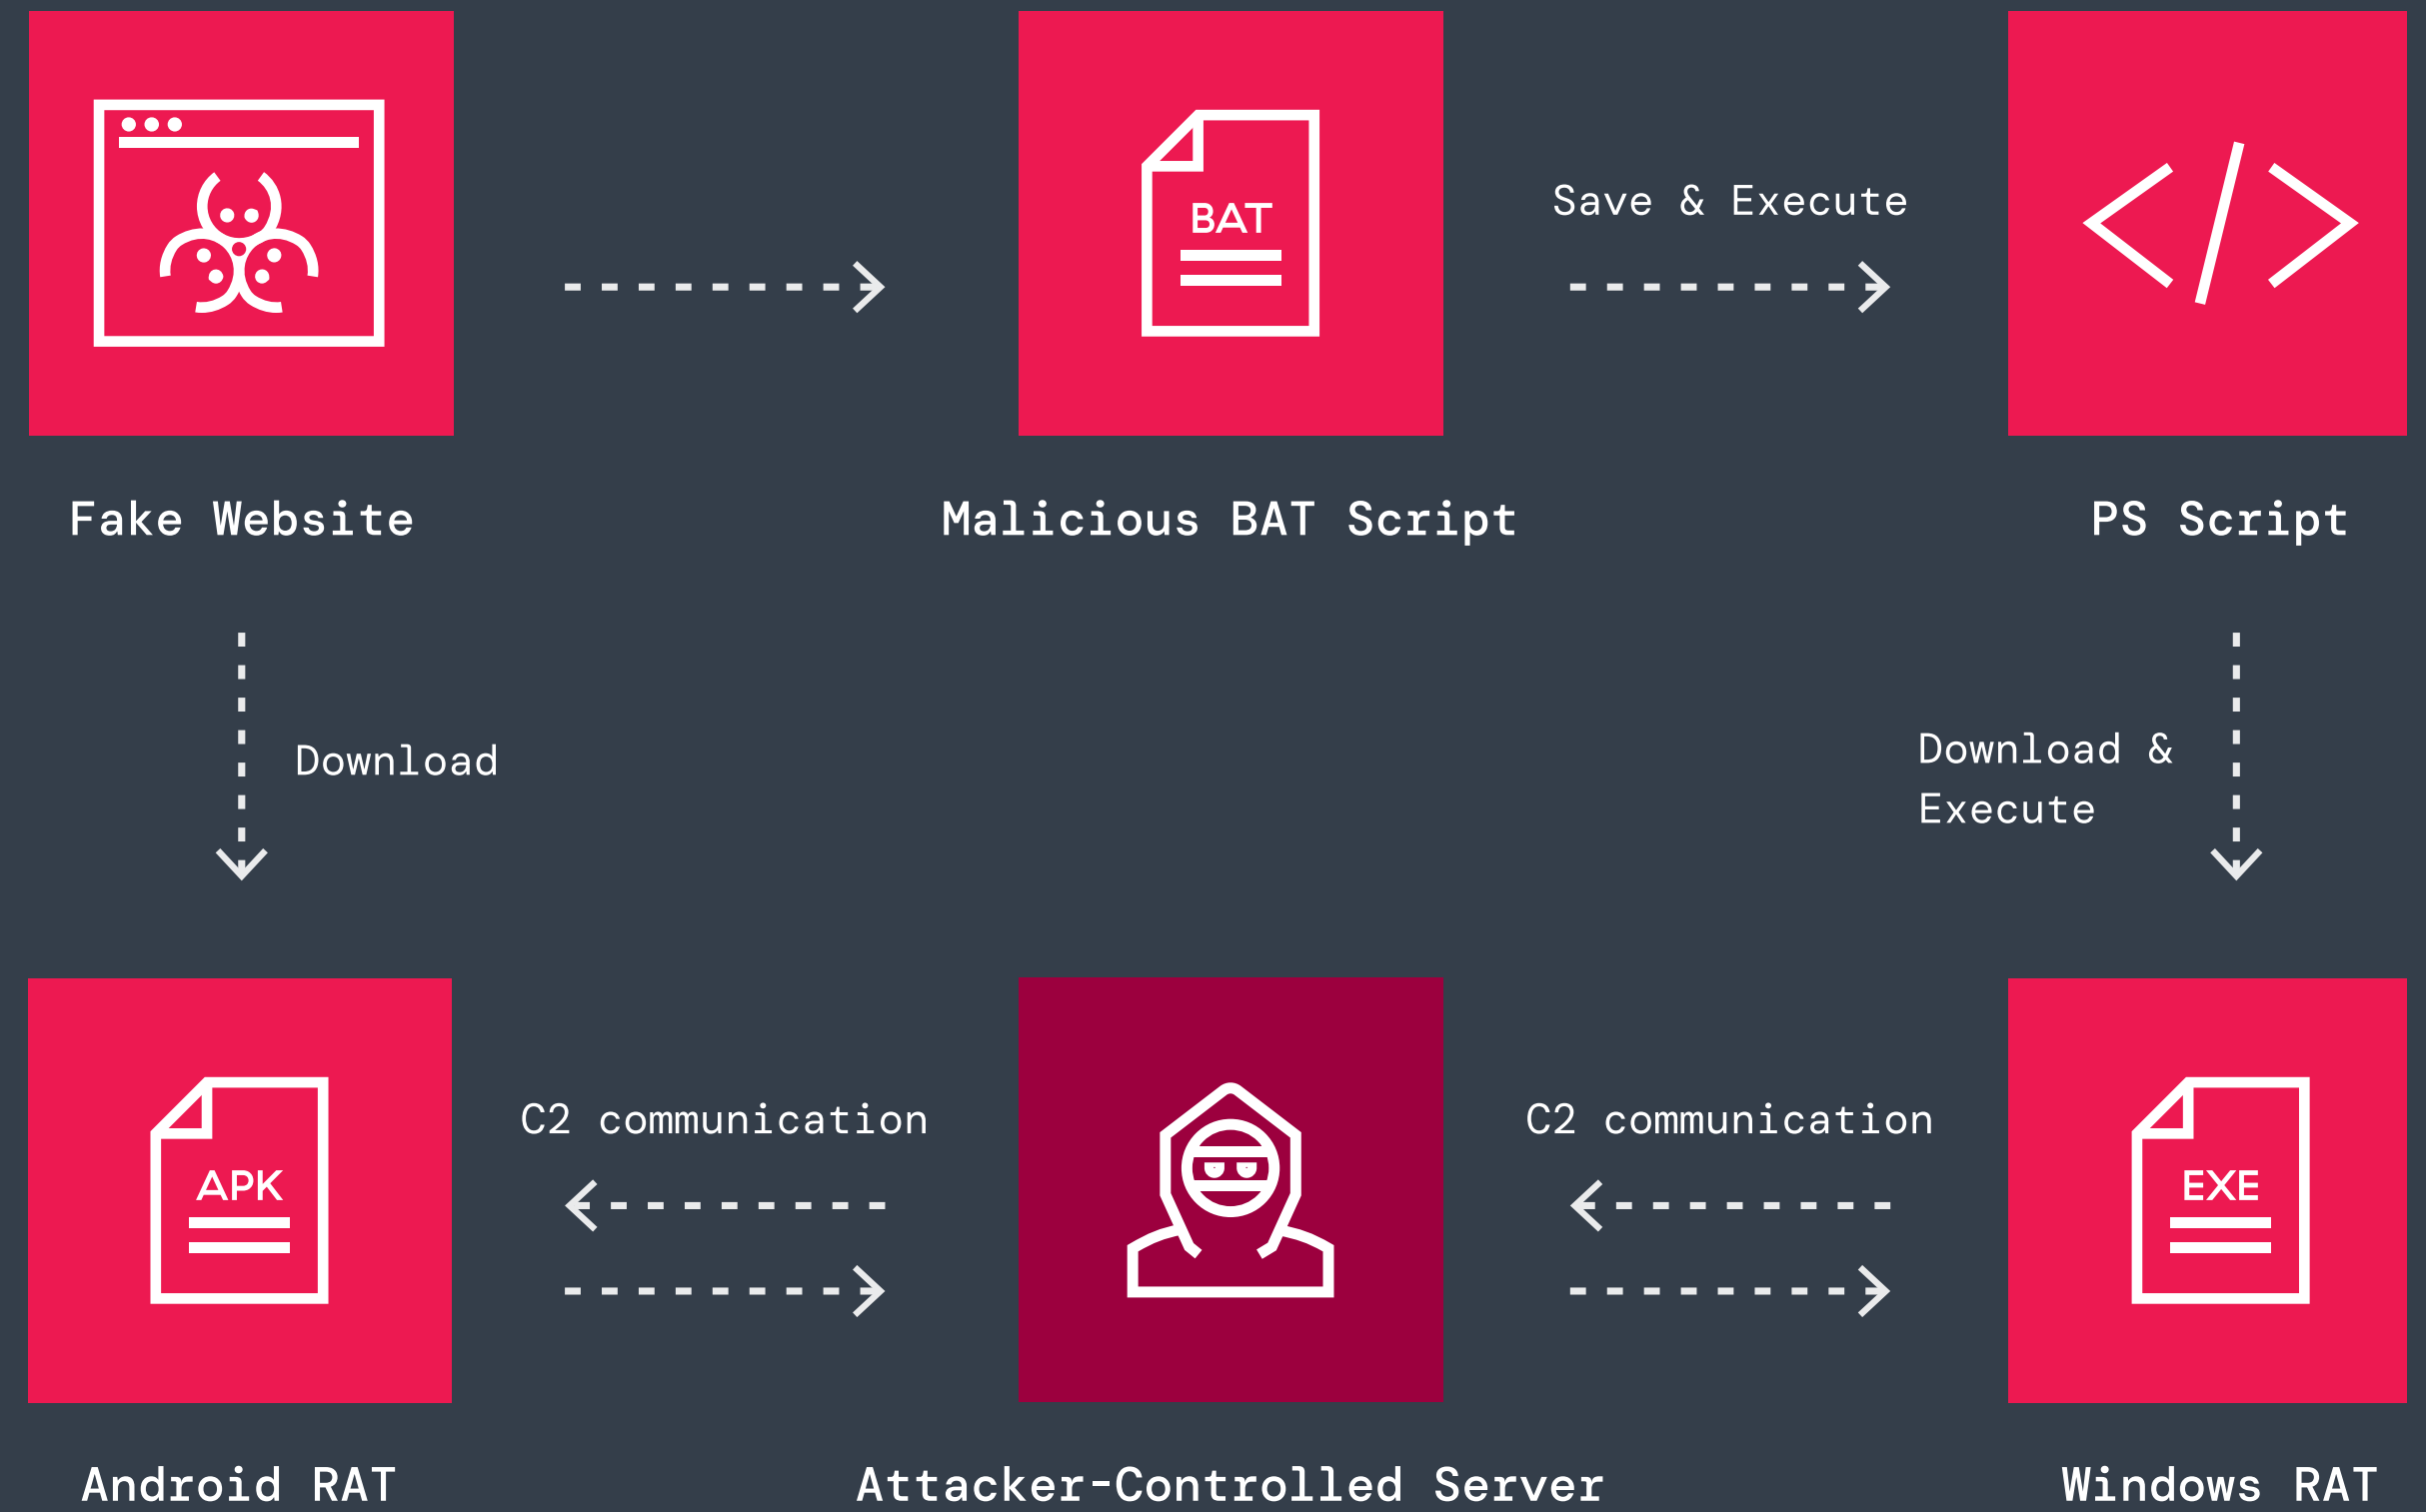 BAT
Save & Execute
Fake Website
Malicious BAT Script
PS Script
Download
Download &
Execute
C2 communication
C2 communication
APK
EXE
Android RAT
Attacker-Controlled Server
Windows RAT